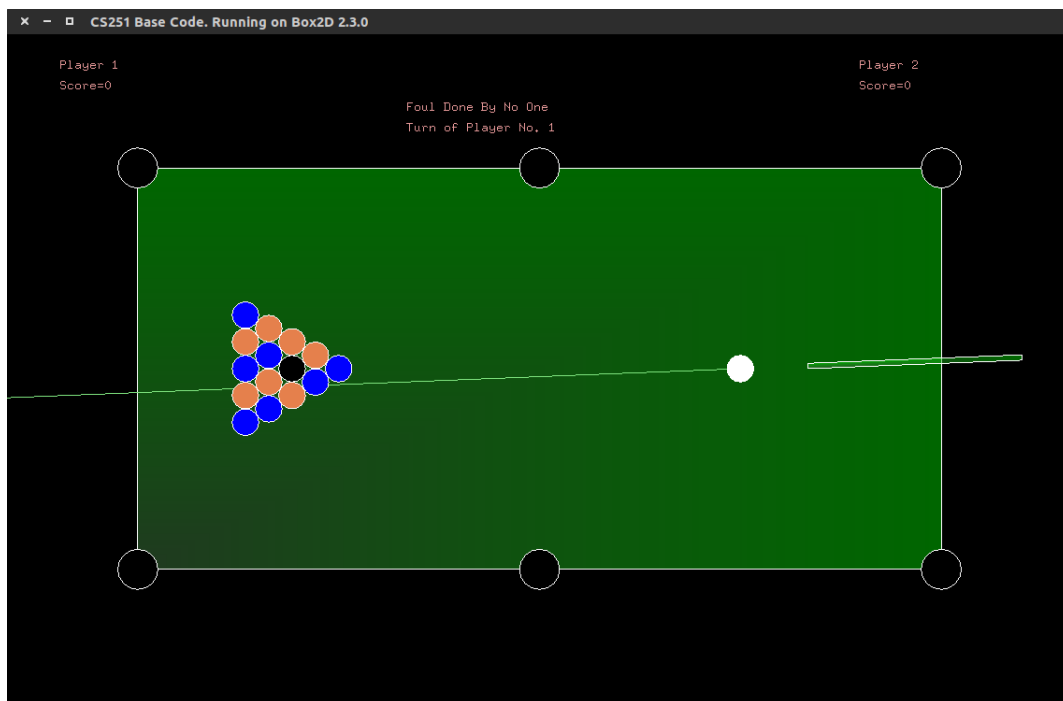 CS251 Base Code. Running on Box2D 2.3.0
Player 1
Score=0
Player 2
Score=0
Foul Done By No One
Turn of Player No. 1